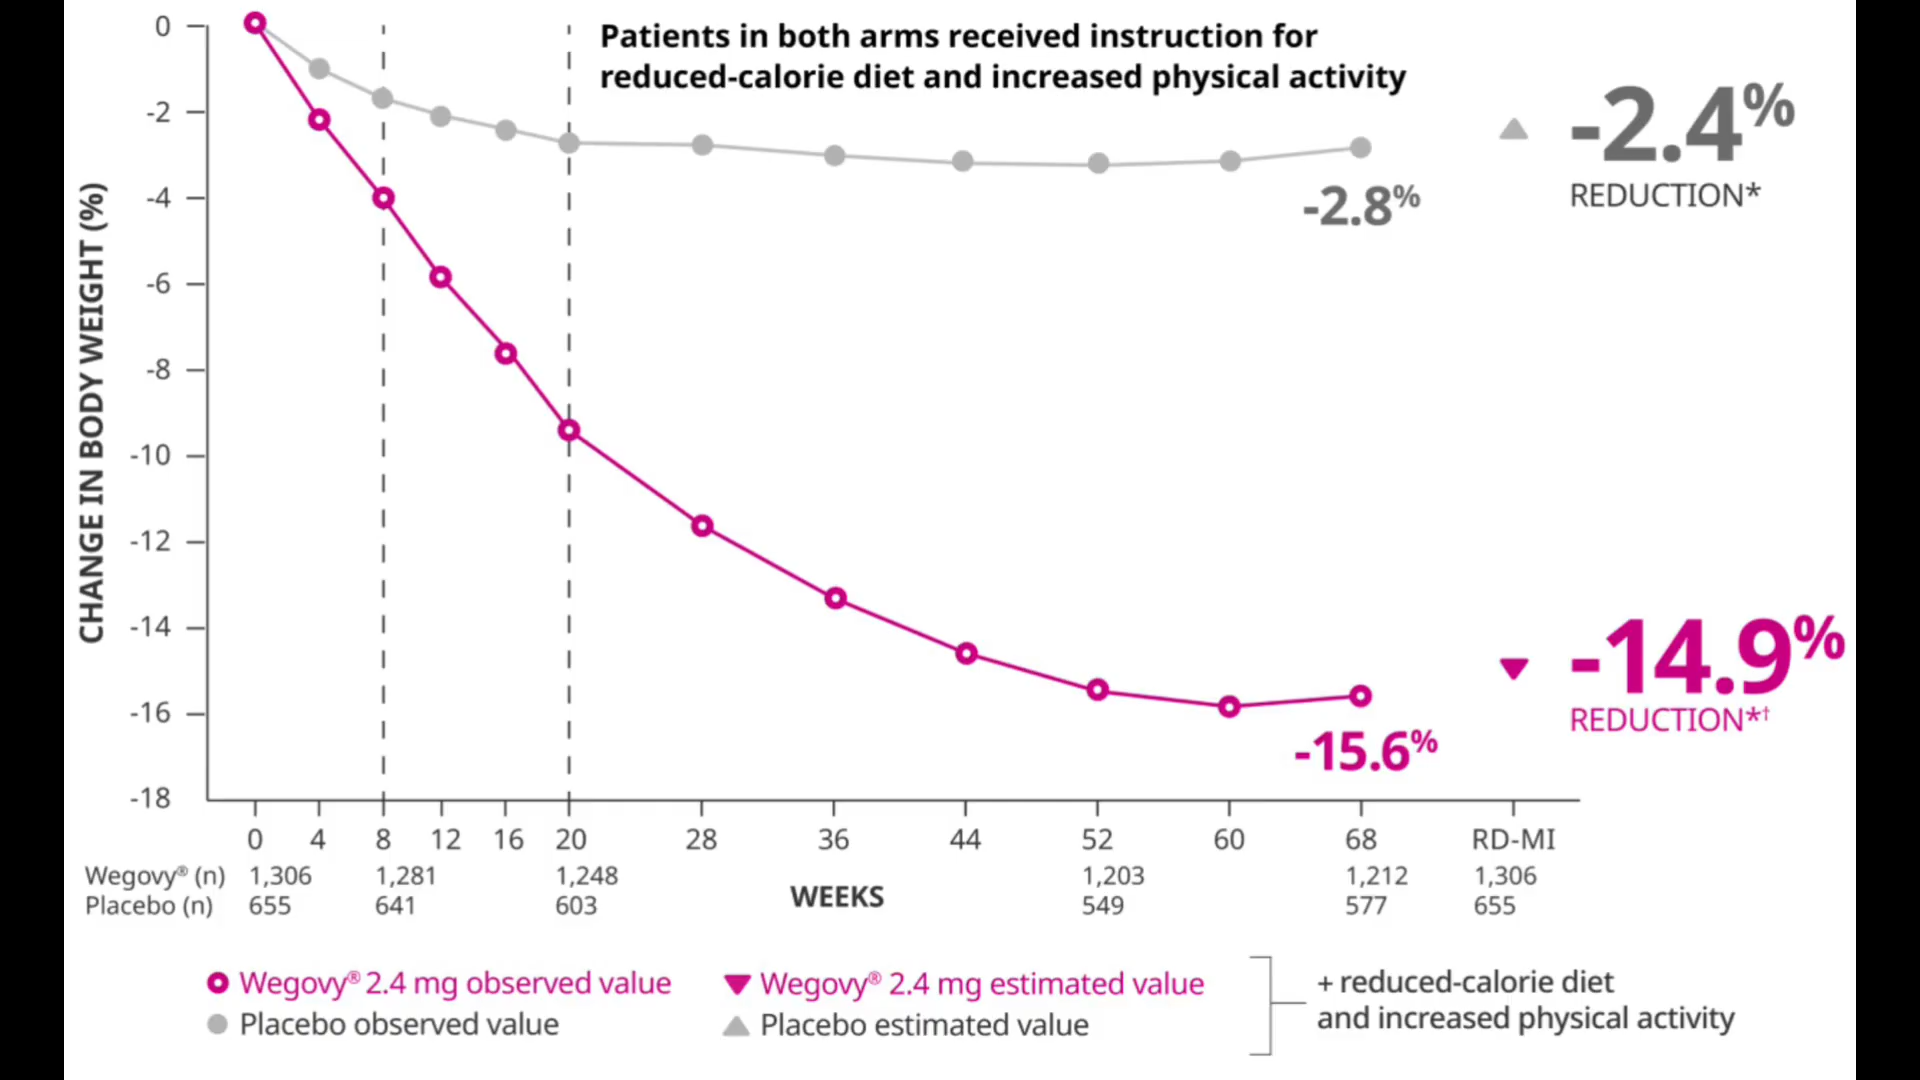 Patients in both arms received instruction for
reduced-calorie diet and increased physical activity
CHANGE IN BODY WEIGHT (%)
0
-2
-4
-6
-8
-10
-12
-14
-16
-18
-2.4%
REDUCTION*
-2.8%
-14.9%
REDUCTION*†
-15.6%
0 4 8 12 16 20 28 36 44 52 60 68 RD-MI
Wegovy® (n) 1,306 1,281 1,248 1,203 1,212 1,306
Placebo (n) 655 641 603 549 577 655
WEEKS
Wegovy® 2.4 mg observed value
Placebo observed value
Wegovy® 2.4 mg estimated value
Placebo estimated value
+ reduced-calorie diet
and increased physical activity